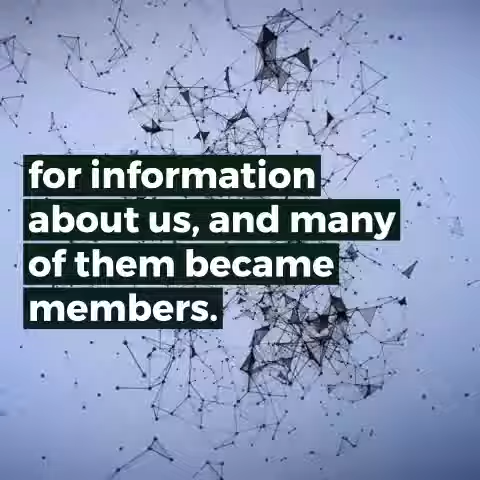 for information
about us, and many
of them became
members.